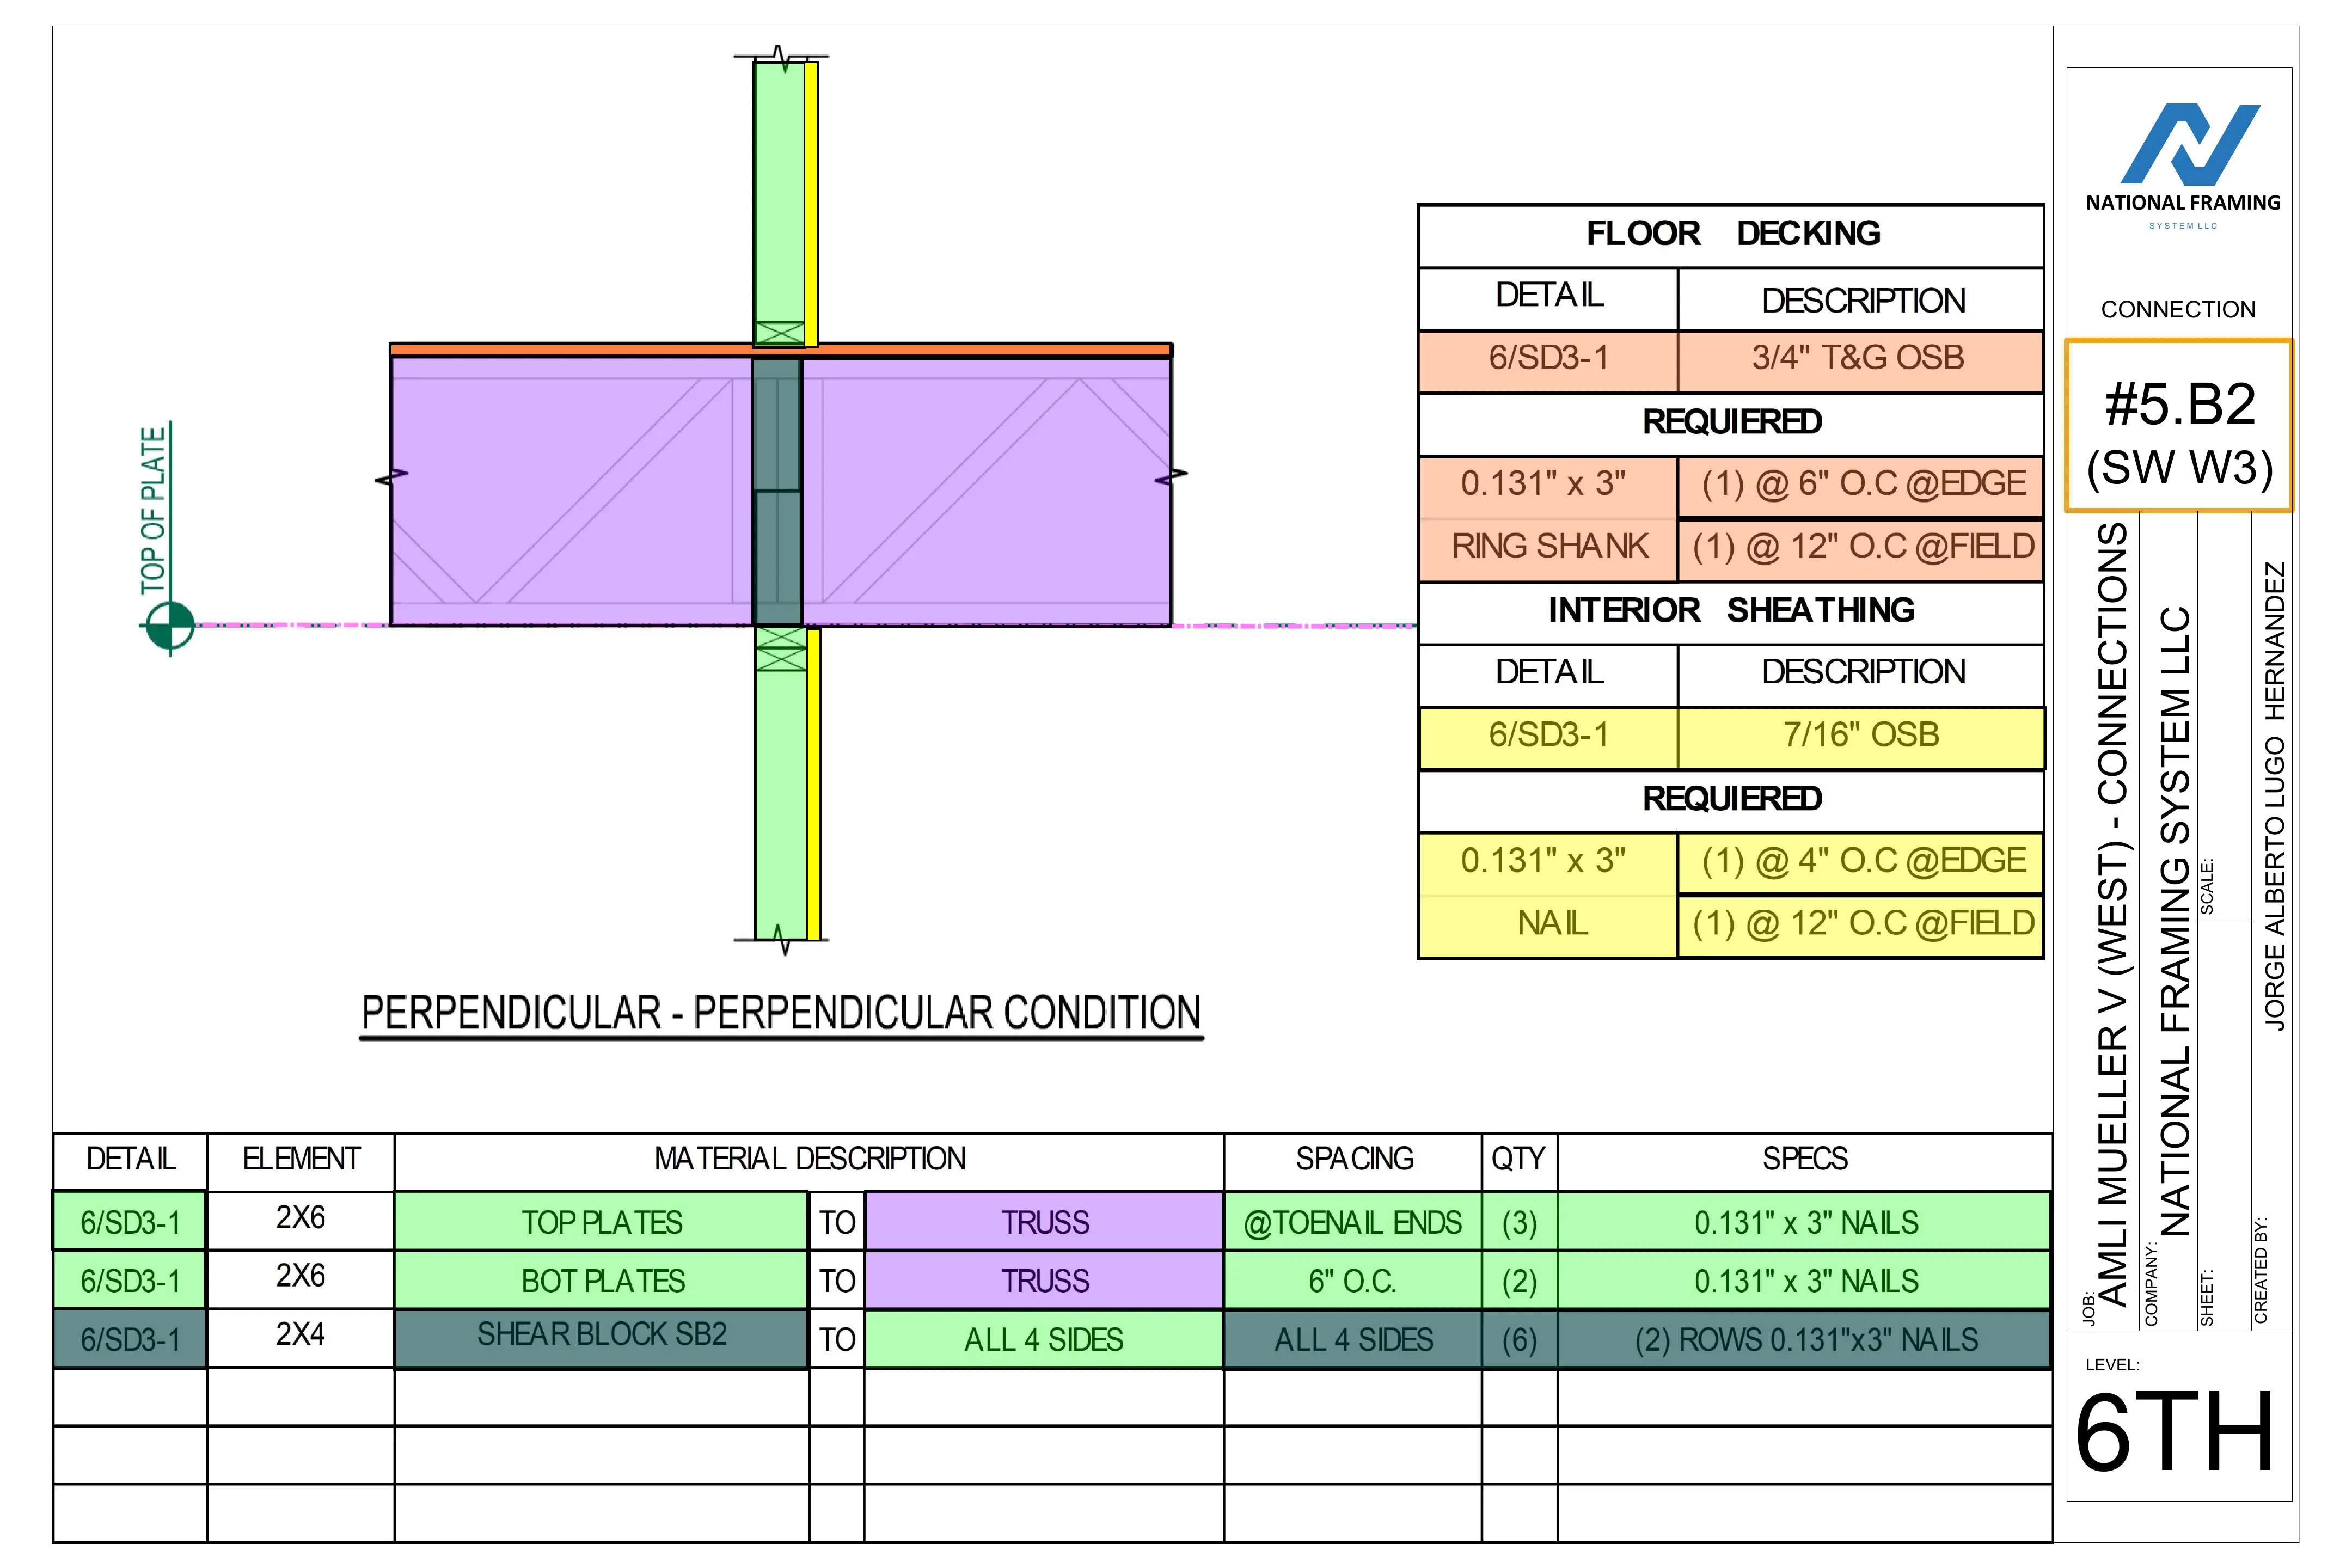 TOP OF PLATE
PERPENDICULAR - PERPENDICULAR CONDITION
FLOOR DECKING
DETAIL DESCRIPTION
6/SD3-1 3/4" T&G OSB
REQUIERED
0.131" x 3" (1) @ 6" O.C @EDGE
RING SHANK (1) @ 12" O.C @FIELD
INTERIOR SHEATHING
DETAIL DESCRIPTION
6/SD3-1 7/16" OSB
REQUIERED
0.131" x 3" (1) @ 4" O.C @EDGE
NAIL (1) @ 12" O.C @FIELD
DETAIL ELEMENT MATERIAL DESCRIPTION SPACING QTY SPECS
6/SD3-1 2X6 TOP PLATES TO TRUSS @TOENAIL ENDS (3) 0.131" x 3" NAILS
6/SD3-1 2X6 BOT PLATES TO TRUSS 6" O.C. (2) 0.131" x 3" NAILS
6/SD3-1 2X4 SHEAR BLOCK SB2 TO ALL 4 SIDES ALL 4 SIDES (6) (2) ROWS 0.131"x3" NAILS
NATIONAL FRAMING
SYSTEM LLC
CONNECTION
#5.B2
(SW W3)
JOB:
AMLI MUELLER V (WEST) - CONNECTIONS
COMPANY:
NATIONAL FRAMING SYSTEM LLC
SHEET:
SCALE:
CREATED BY:
JORGE ALBERTO LUGO HERNANDEZ
LEVEL:
6TH